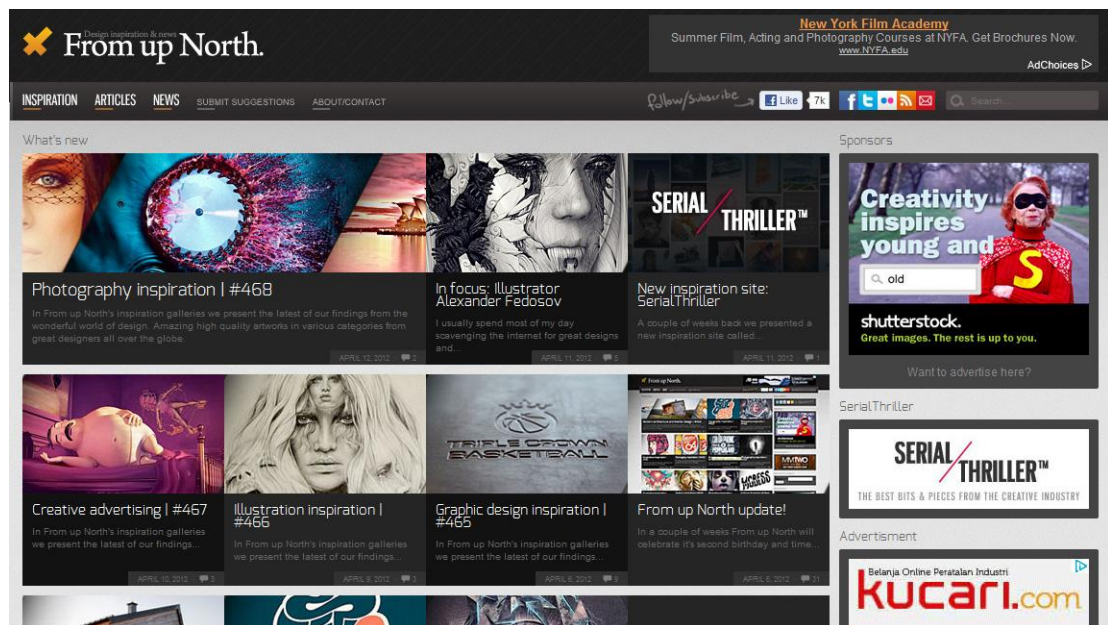 Design inspiration & news
From up North.
New York Film Academy
Summer Film, Acting and Photography Courses at NYFA. Get Brochures Now.
www.NYFA.edu
AdChoices
INSPIRATION ARTICLES NEWS SUBMIT SUGGESTIONS ABOUT/CONTACT
follow/subscribe Like 7k Search...
What's new
SERIAL/THRILLER™
Photography inspiration | #468
In From up North's inspiration galleries we present the latest of our findings from the
wonderful world of design. Amazing high quality artworks in various categories from
great designers all over the globe.
APRIL 12, 2012 2
In focus: Illustrator
Alexander Fedosov
I usually spend most of my day
scavenging the internet for great designs
and...
APRIL 11, 2012 5
New inspiration site:
SerialThriller
A couple of weeks back we presented a
new inspiration site called...
APRIL 11, 2012 1
Creative advertising | #467
In From up North's inspiration galleries
we present the latest of our findings...
APRIL 10, 2012 3
Illustration inspiration |
#466
In From up North's inspiration galleries
we present the latest of our findings...
APRIL 9, 2012 3
TRIPLE CROWN
BASKETBALL
Graphic design inspiration |
#465
In From up North's inspiration galleries
we present the latest of our findings...
APRIL 6, 2012 9
From up North.
From up North update!
In a couple of weeks From up North will
celebrate it's second birthday and time...
APRIL 6, 2012 31
Sponsors
Creativity
inspires
young and
old
S
shutterstock.
Great images. The rest is up to you.
Want to advertise here?
SerialThriller
SERIAL/THRILLER™
THE BEST BITS & PIECES FROM THE CREATIVE INDUSTRY
Advertisment
Belanja Online Peratalan Industri
kucari.com